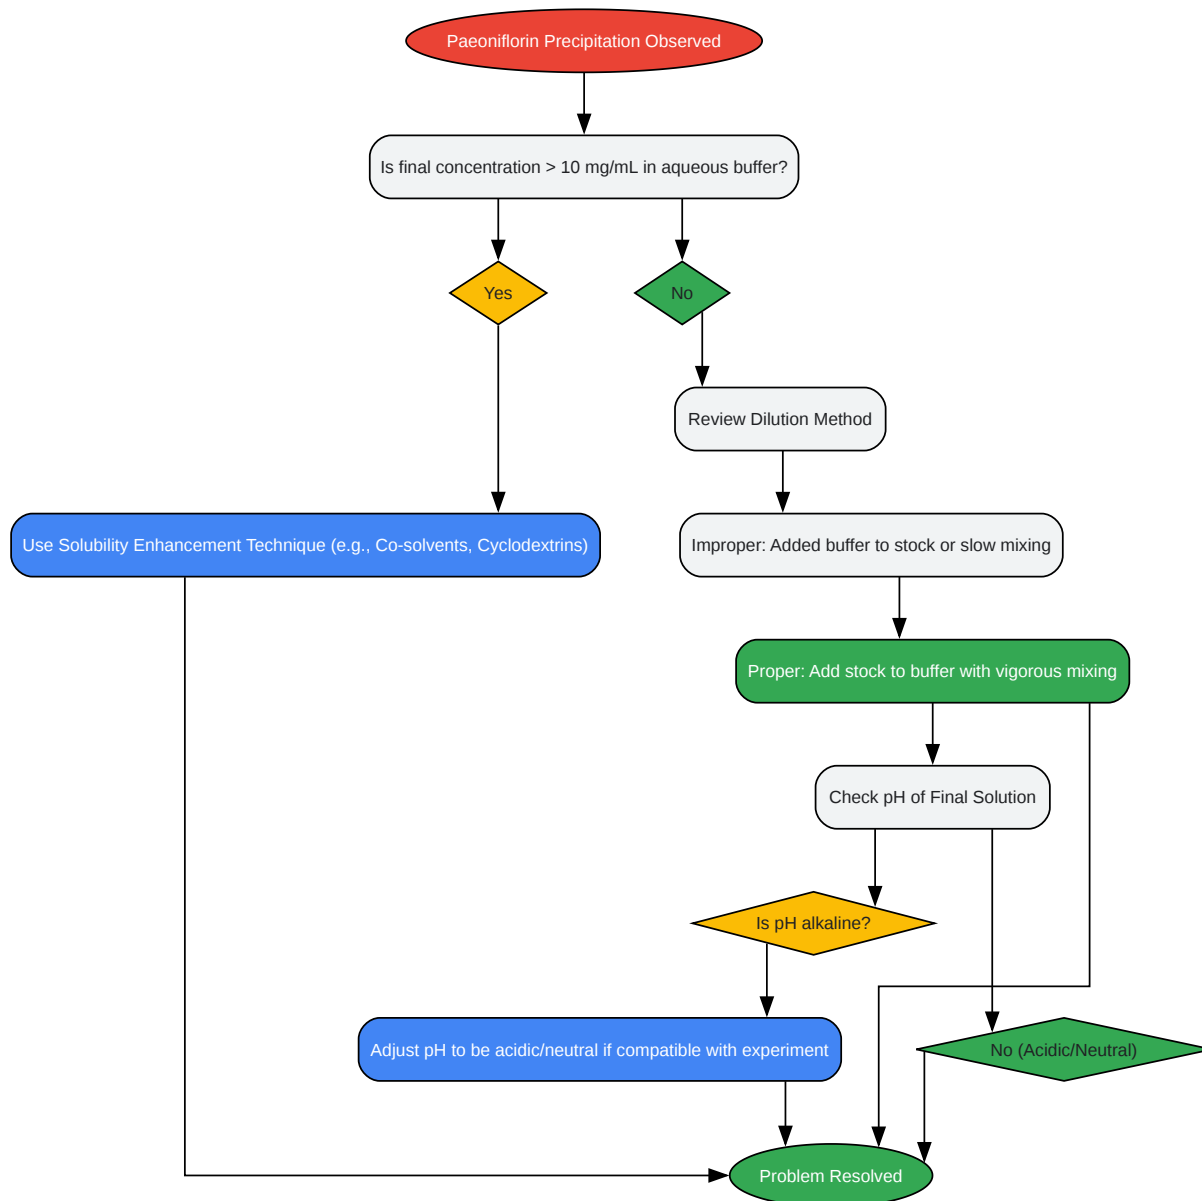 Paeoniflorin Precipitation Observed
Is final concentration > 10 mg/mL in aqueous buffer?
Yes
No
Review Dilution Method
Use Solubility Enhancement Technique (e.g., Co-solvents, Cyclodextrins)
Improper: Added buffer to stock or slow mixing
Proper: Add stock to buffer with vigorous mixing
Check pH of Final Solution
Is pH alkaline?
Adjust pH to be acidic/neutral if compatible with experiment
No (Acidic/Neutral)
Problem Resolved